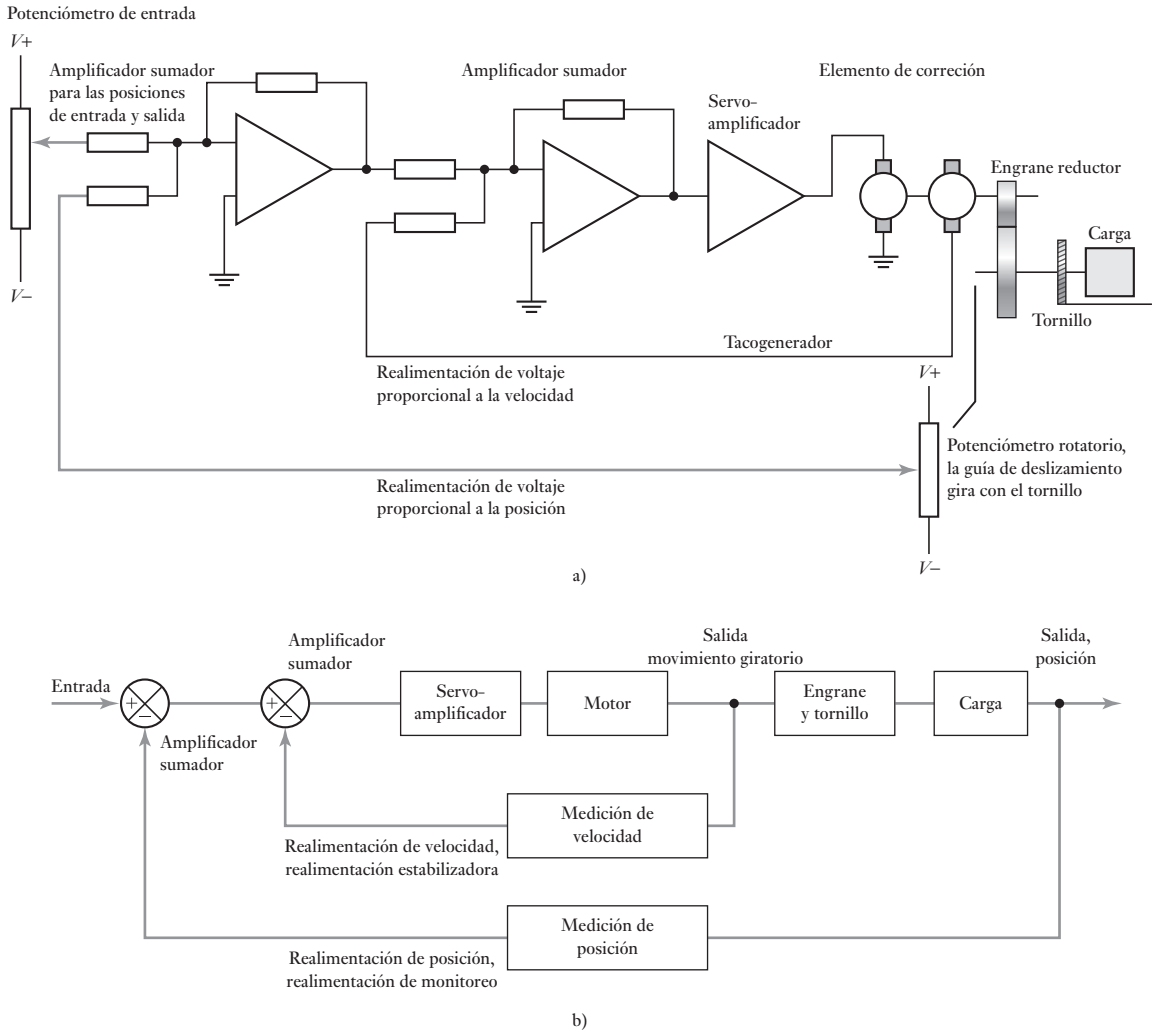 Potenciómetro de entrada
V+
Amplificador sumador
para las posiciones
de entrada y salida
Amplificador sumador
Elemento de correción
Servo-
amplificador
Engrane reductor
Carga
V–
Tornillo
Tacogenerador
Realimentación de voltaje
proporcional a la velocidad
V+
Potenciómetro rotatorio,
la guía de deslizamiento
gira con el tornillo
Realimentación de voltaje
proporcional a la posición
V–
a)
Amplificador
sumador
Salida
movimiento giratorio
Salida,
posición
Entrada
+
–
+
–
Servo-
amplificador
Motor
Engrane
y tornillo
Carga
Amplificador
sumador
Medición de
velocidad
Realimentación de velocidad,
realimentación estabilizadora
Medición de
posición
Realimentación de posición,
realimentación de monitoreo
b)